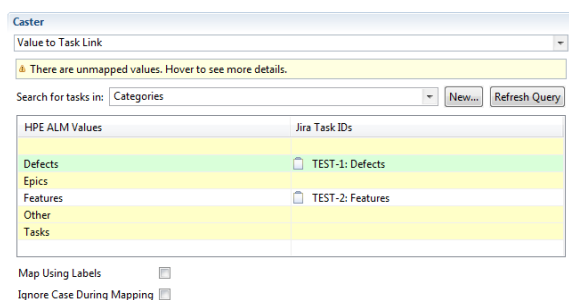 Caster
Value to Task Link
There are unmapped values. Hover to see more details.
Search for tasks in: Categories New... Refresh Query
HPE ALM Values Jira Task IDs
Defects TEST-1: Defects
Epics
Features TEST-2: Features
Other
Tasks
Map Using Labels
Ignore Case During Mapping